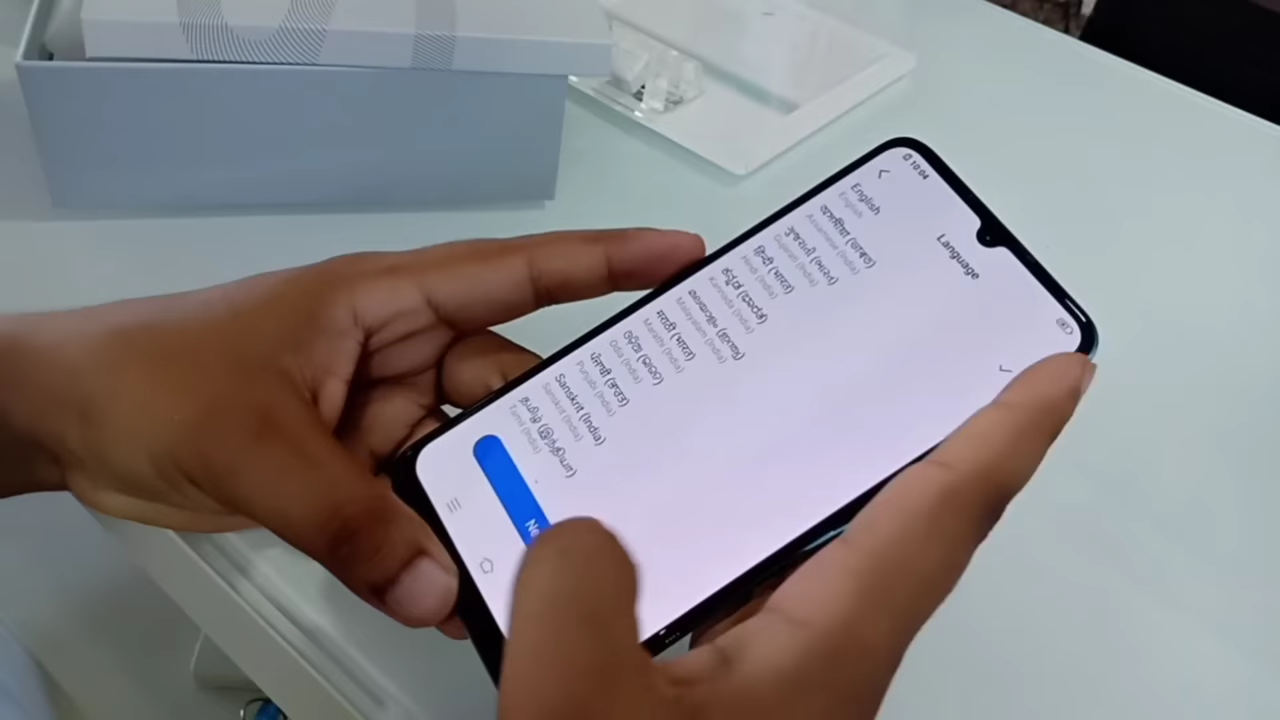 10:04
Language
English
English
অসমীয়া (ভাৰত)
Assamese (India)
ગુજરાતી (ભારત)
Gujarati (India)
हिन्दी (भारत)
Hindi (India)
ಕನ್ನಡ (ಭಾರತ)
Kannada (India)
മലയാളം (ഇന്ത്യ)
Malayalam (India)
मराठी (भारत)
Marathi (India)
ଓଡ଼ିଆ (ଭାରତ)
Odia (India)
ਪੰਜਾਬੀ (ਭਾਰਤ)
Punjabi (India)
Sanskrit (India)
Sanskrit (India)
தமிழ் (இந்தியா)
Tamil (India)